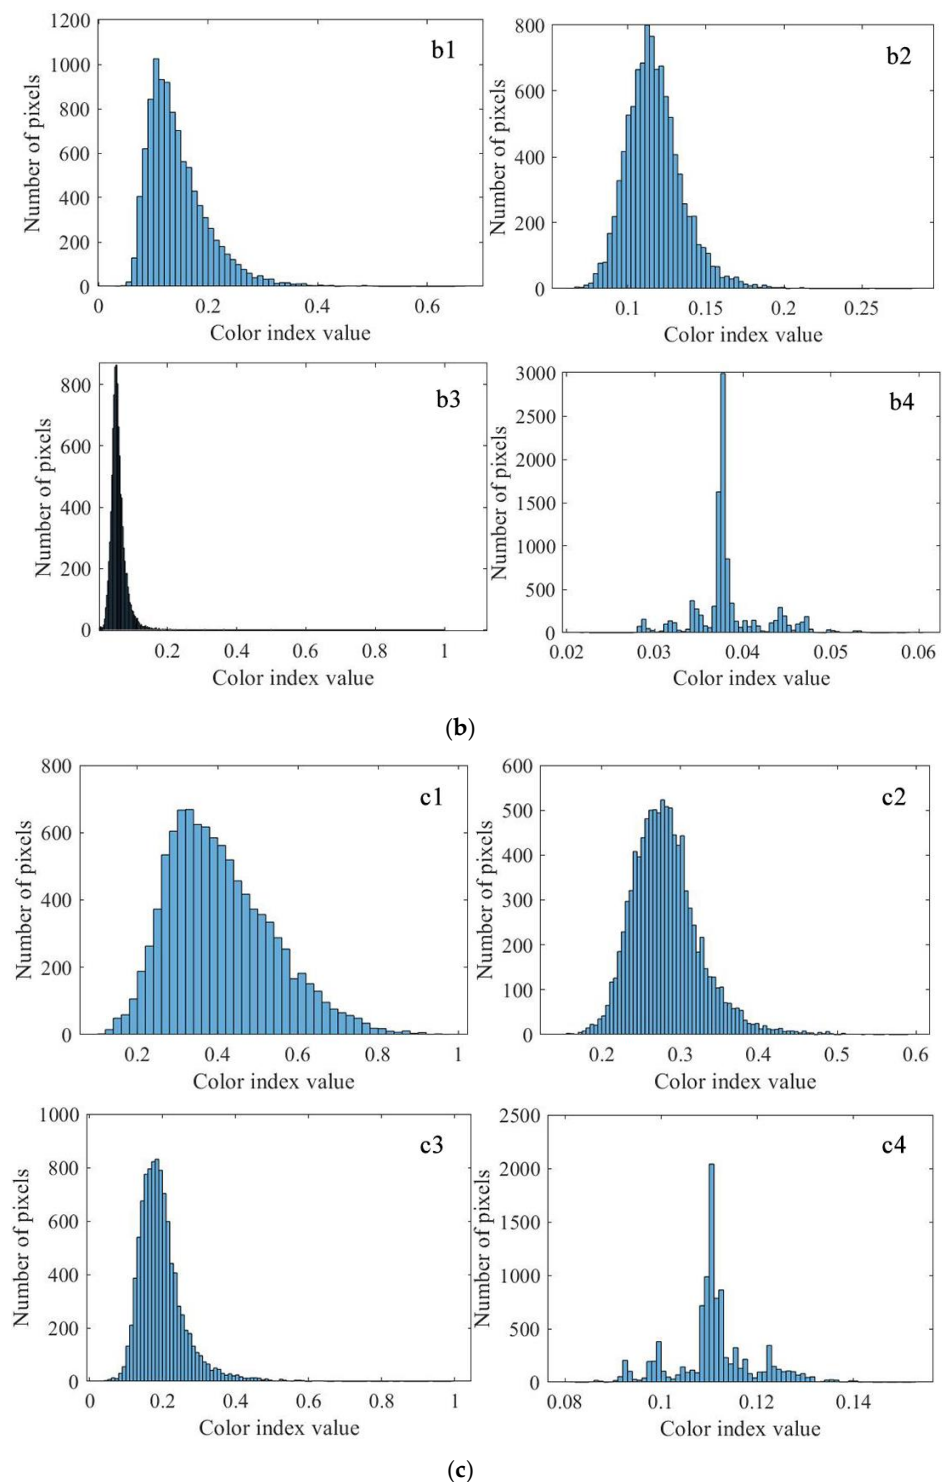 b1
Number of pixels
1200
1000
800
600
400
200
0
0 0.2 0.4 0.6
Color index value
b2
Number of pixels
800
600
400
200
0
0.1 0.15 0.2 0.25
Color index value
b3
Number of pixels
800
600
400
200
0
0.2 0.4 0.6 0.8 1
Color index value
b4
Number of pixels
3000
2500
2000
1500
1000
500
0
0.02 0.03 0.04 0.05 0.06
Color index value
(b)
c1
Number of pixels
800
600
400
200
0
0.2 0.4 0.6 0.8 1
Color index value
c2
Number of pixels
600
500
400
300
200
100
0
0.2 0.3 0.4 0.5 0.6
Color index value
c3
Number of pixels
1000
800
600
400
200
0
0 0.2 0.4 0.6 0.8 1
Color index value
c4
Number of pixels
2500
2000
1500
1000
500
0
0.08 0.1 0.12 0.14
Color index value
(c)